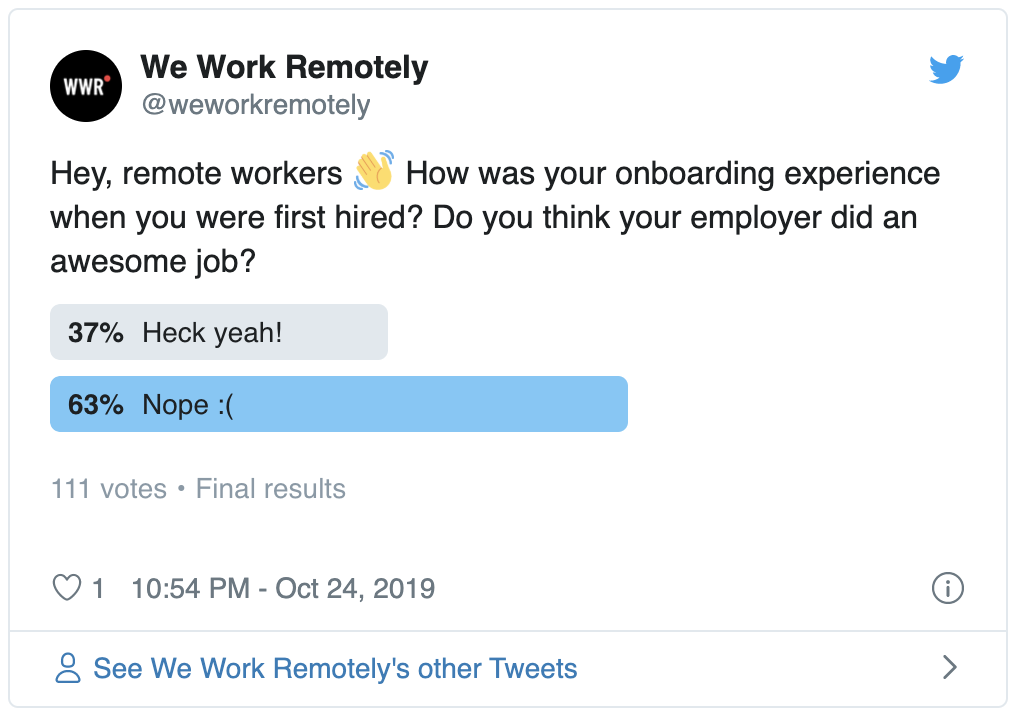 WWR
We Work Remotely
@weworkremotely
Hey, remote workers 👋 How was your onboarding experience
when you were first hired? Do you think your employer did an
awesome job?
37% Heck yeah!
63% Nope :(
111 votes • Final results
1 10:54 PM - Oct 24, 2019
See We Work Remotely's other Tweets